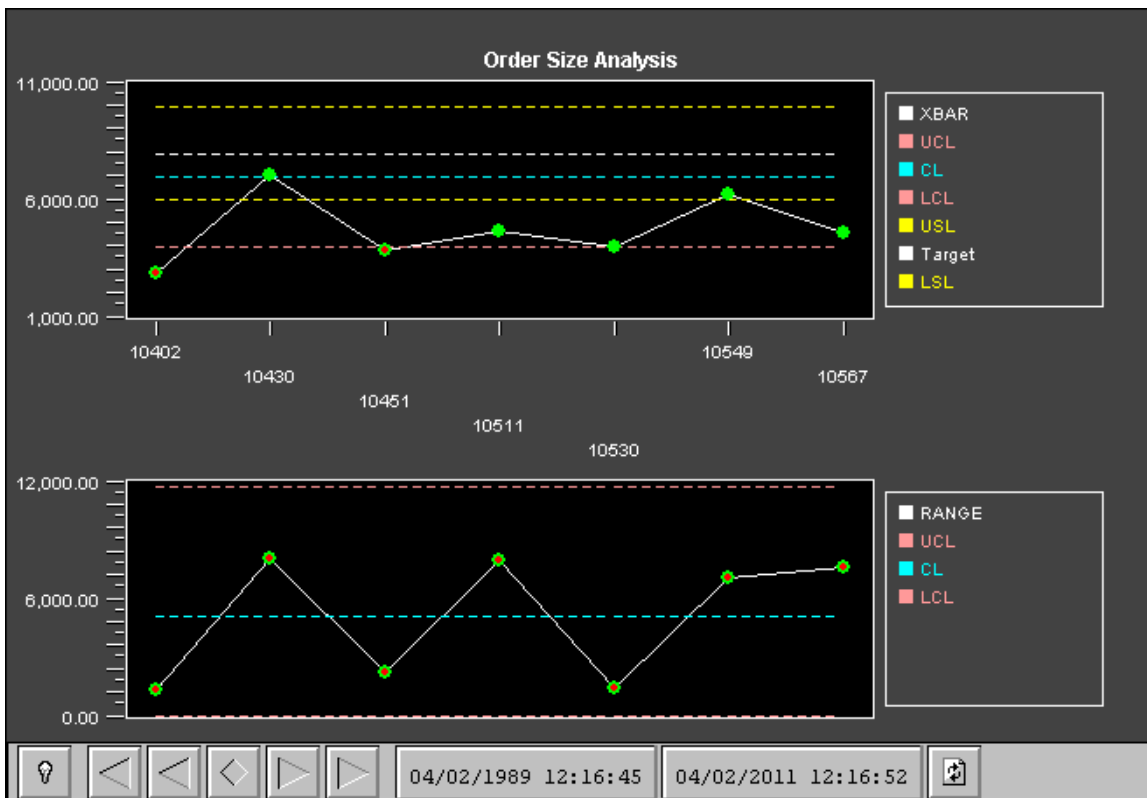 Order Size Analysis
11,000.00
6,000.00
1,000.00
XBAR
UCL
CL
LCL
USL
Target
LSL
10402
10549
10430
10567
10451
10511
10530
12,000.00
6,000.00
0.00
RANGE
UCL
CL
LCL
04/02/1989 12:16:45
04/02/2011 12:16:52